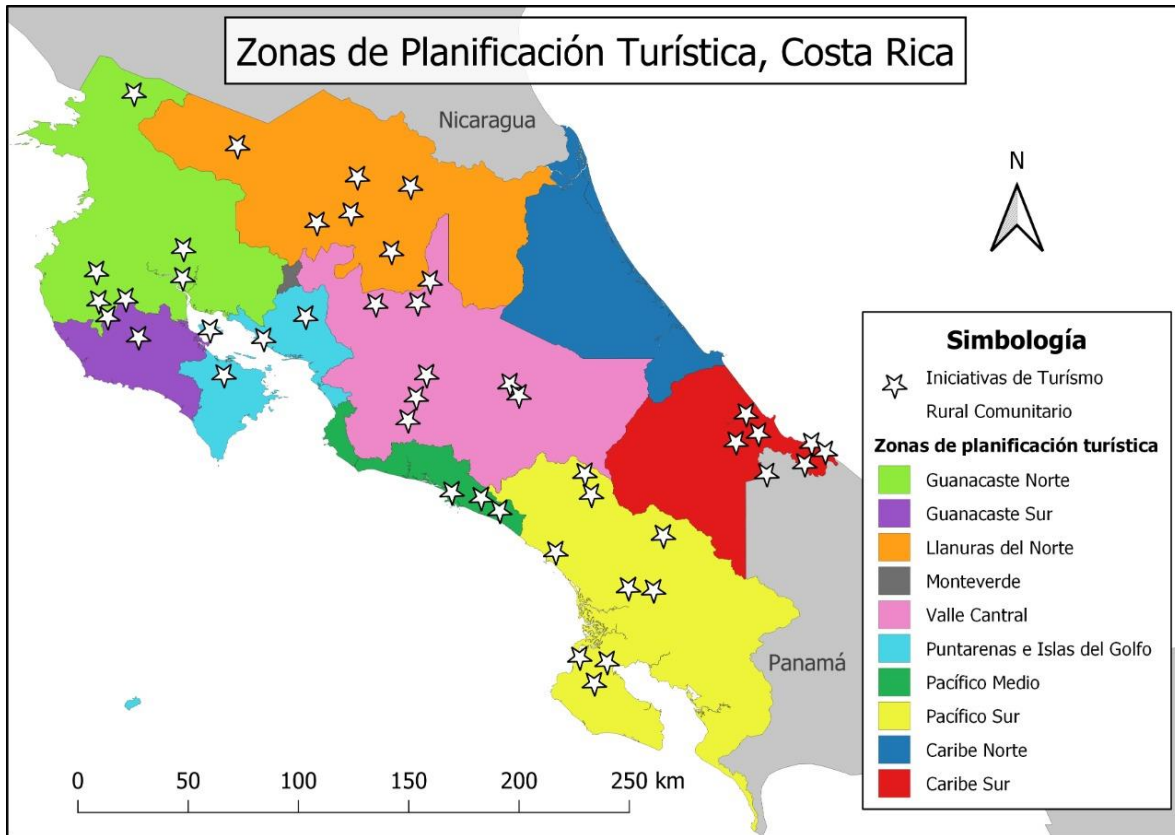 Zonas de Planificación Turística, Costa Rica
Nicaragua
N
Panamá
0 50 100 150 200 250 km
Simbología
Iniciativas de Turísmo
Rural Comunitario
Zonas de planificación turística
Guanacaste Norte
Guanacaste Sur
Llanuras del Norte
Monteverde
Valle Cantral
Puntarenas e Islas del Golfo
Pacífico Medio
Pacífico Sur
Caribe Norte
Caribe Sur